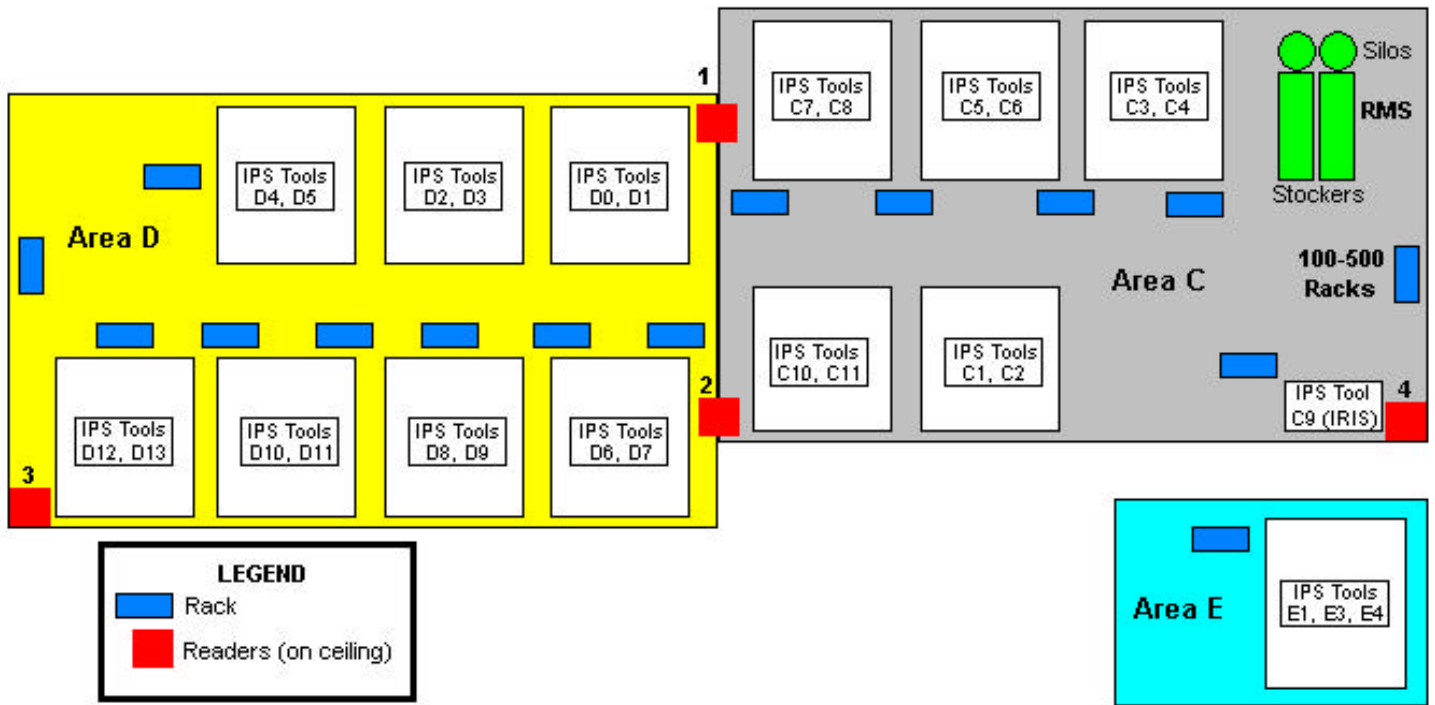 1
IPS Tools
C7, C8
IPS Tools
C5, C6
IPS Tools
C3, C4
Silos
RMS
Stockers
IPS Tools
D4, D5
IPS Tools
D2, D3
IPS Tools
D0, D1
Area D
Area C
100-500
Racks
IPS Tools
C10, C11
IPS Tools
C1, C2
IPS Tool
C9 (IRIS)
4
2
3
IPS Tools
D12, D13
IPS Tools
D10, D11
IPS Tools
D8, D9
IPS Tools
D6, D7
LEGEND
Rack
Readers (on ceiling)
Area E
IPS Tools
E1, E3, E4